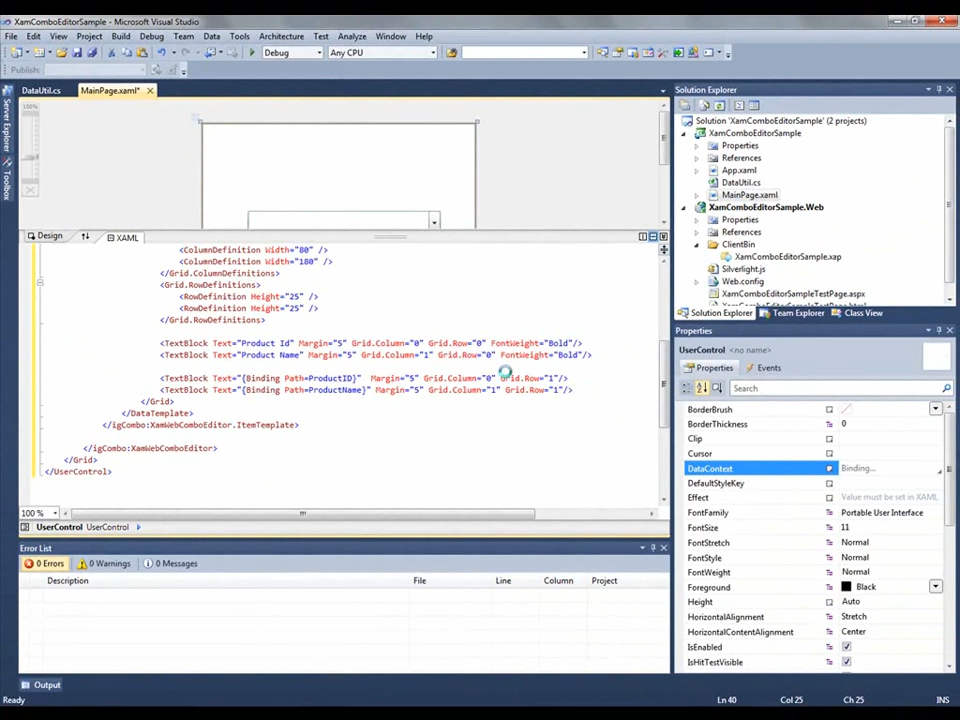 XamComboEditorSample - Microsoft Visual Studio
File Edit View Project Build Debug Team Data Tools Architecture Test Analyze Window Help
Debug Any CPU
Publish:
Server Explorer
Toolbox
DataUtil.cs MainPage.xaml*
100%
Design XAML
<ColumnDefinition Width="80" />
<ColumnDefinition Width="180" />
</Grid.ColumnDefinitions>
<Grid.RowDefinitions>
<RowDefinition Height="25" />
<RowDefinition Height="25" />
</Grid.RowDefinitions>
<TextBlock Text="Product Id" Margin="5" Grid.Column="0" Grid.Row="0" FontWeight="Bold"/>
<TextBlock Text="Product Name" Margin="5" Grid.Column="1" Grid.Row="0" FontWeight="Bold"/>
<TextBlock Text="{Binding Path=ProductID}" Margin="5" Grid.Column="0" Grid.Row="1"/>
<TextBlock Text="{Binding Path=ProductName}" Margin="5" Grid.Column="1" Grid.Row="1"/>
</Grid>
</DataTemplate>
</igCombo:XamWebComboEditor.ItemTemplate>
</igCombo:XamWebComboEditor>
</Grid>
</UserControl>
100 %
UserControl UserControl
Error List
0 Errors 0 Warnings 0 Messages
Description File Line Column Project
Output
Solution Explorer
Solution 'XamComboEditorSample' (2 projects)
XamComboEditorSample
Properties
References
App.xaml
DataUtil.cs
MainPage.xaml
XamComboEditorSample.Web
Properties
References
ClientBin
XamComboEditorSample.xap
Silverlight.js
Web.config
XamComboEditorSampleTestPage.aspx
Solution Explorer Team Explorer Class View
Properties
UserControl <no name>
Properties Events
Search
BorderBrush
BorderThickness 0
Clip
Cursor
DataContext Binding...
DefaultStyleKey
Effect Value must be set in XAML
FontFamily Portable User Interface
FontSize 11
FontStretch Normal
FontStyle Normal
FontWeight Normal
Foreground Black
Height Auto
HorizontalAlignment Stretch
HorizontalContentAlignment Center
IsEnabled
IsHitTestVisible
Ready Ln 40 Col 25 Ch 25 INS